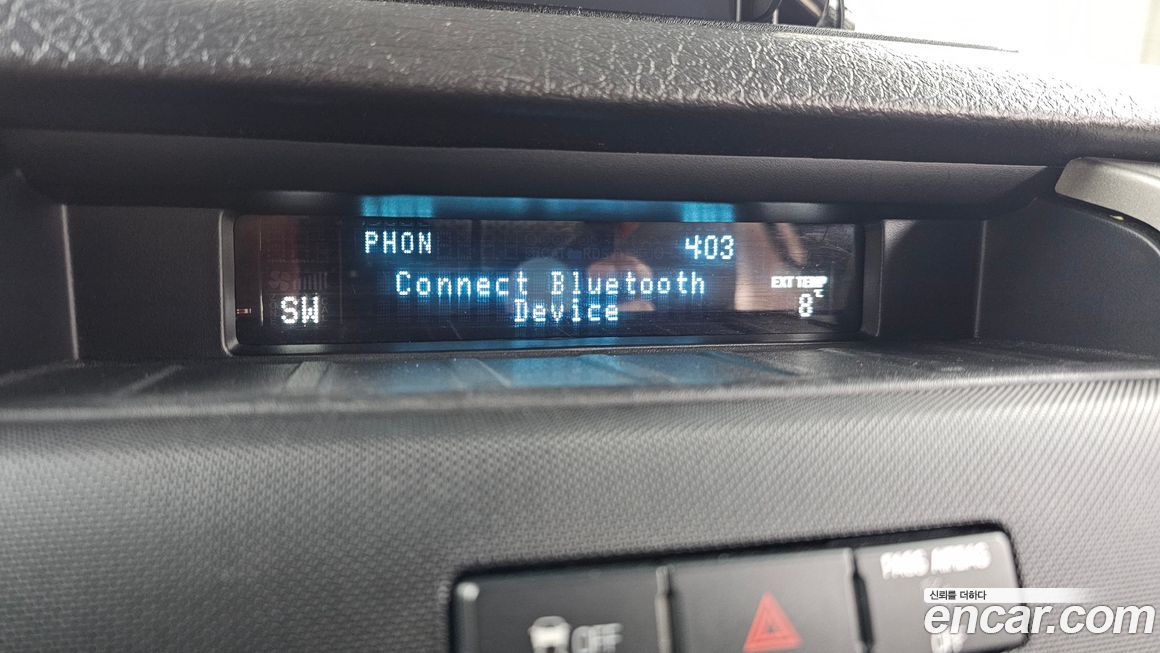 PHON 403
Connect Bluetooth
Device
SW
EXT TEMP
8℃
OFF
PASS AIRBAG
신뢰를 더하다
encar.com